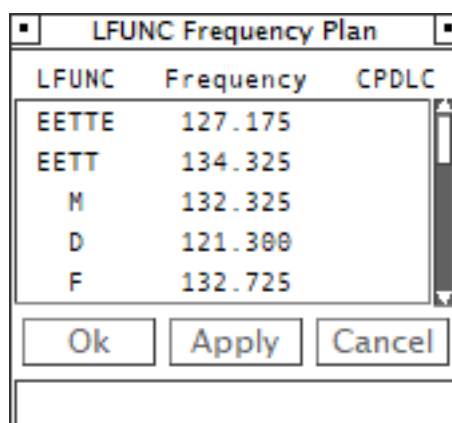 LFUNC Frequency Plan
LFUNC Frequency CPDLC
EETTE 127.175
EETT 134.325
M 132.325
D 121.300
F 132.725
Ok Apply Cancel